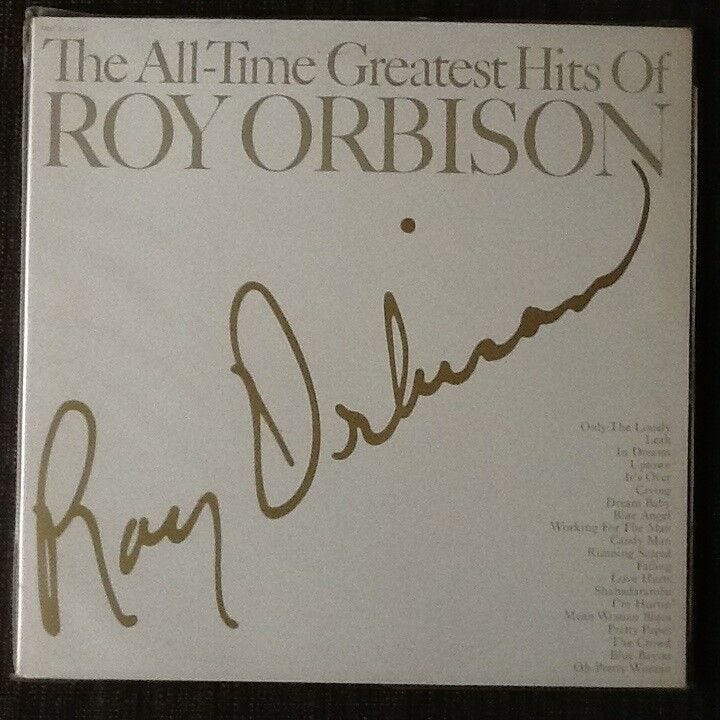 The All-Time Greatest Hits Of
ROY ORBISON
Roy Orbison
Only The Lonely
Leah
In Dreams
Uptown
It's Over
Crying
Dream Baby
Blue Angel
Working For The Man
Candy Man
Running Scared
Falling
Love Hurts
Shahadaroba
I'm Hurtin'
Mean Woman Blues
Pretty Paper
The Crowd
Blue Bayou
Oh Pretty Woman